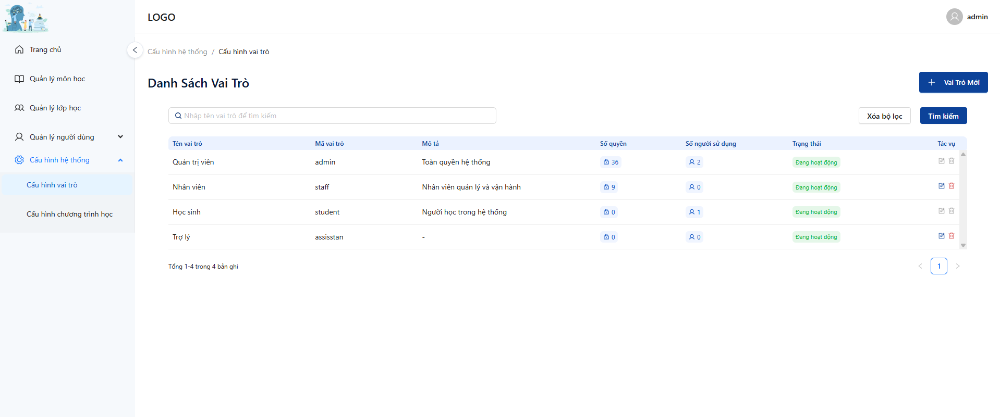 LOGO
admin
Trang chủ
Quản lý môn học
Quản lý lớp học
Quản lý người dùng
Cấu hình hệ thống
Cấu hình vai trò
Cấu hình chương trình học
Cấu hình hệ thống / Cấu hình vai trò
Danh Sách Vai Trò
Vai Trò Mới
Nhập tên vai trò để tìm kiếm
Xóa bộ lọc
Tìm kiếm
Tên vai trò Mã vai trò Mô tả Số quyền Số người sử dụng Trạng thái Tác vụ
Quản trị viên admin Toàn quyền hệ thống 36 2 Đang hoạt động
Nhân viên staff Nhân viên quản lý và vận hành 9 0 Đang hoạt động
Học sinh student Người học trong hệ thống 0 1 Đang hoạt động
Trợ lý assisstan - 0 0 Đang hoạt động
Tổng 1-4 trong 4 bản ghi
1